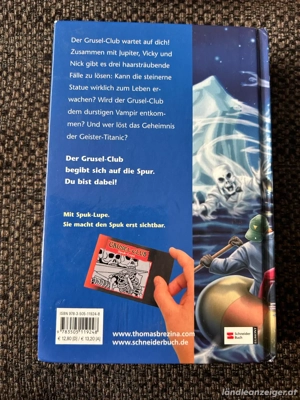 Der Grusel-Club wartet auf dich!
Zusammen mit Jupiter, Vicky und
Nick gibt es drei haarsträubende
Fälle zu lösen: Kann die steinerne
Statue wirklich zum Leben er-
wachen? Wird der Grusel-Club
dem durstigen Vampir entkom-
men? Und wer löst das Geheimnis
der Geister-Titanic?
Der Grusel-Club
begibt sich auf die Spur.
Du bist dabei!
Mit Spuk-Lupe.
Sie macht den Spuk erst sichtbar.
www.thomasbrezina.com
www.schneiderbuch.de
Schneider
Buch
landleanzeiger.at